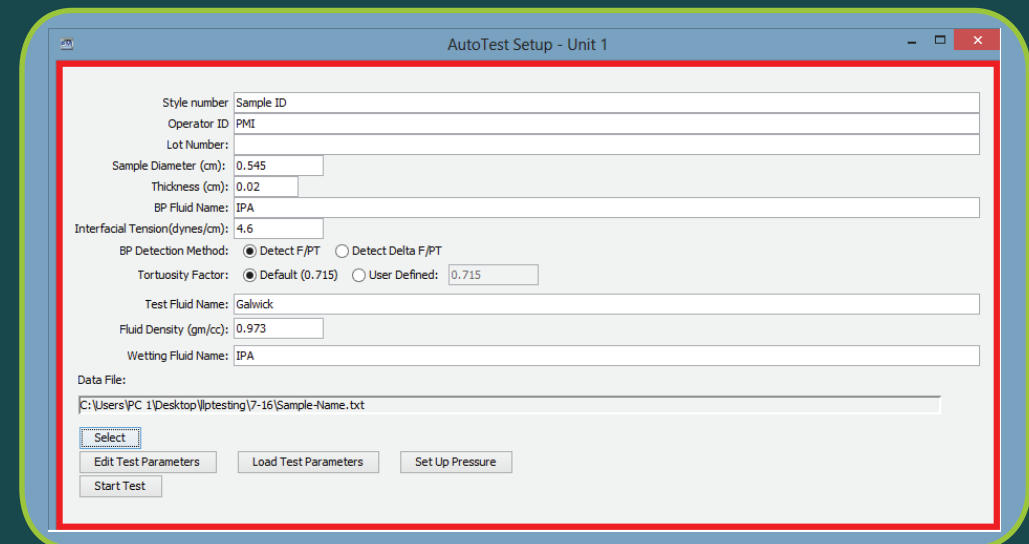 AutoTest Setup - Unit 1
Style number Sample ID
Operator ID PMI
Lot Number:
Sample Diameter (cm): 0.545
Thickness (cm): 0.02
BP Fluid Name: IPA
Interfacial Tension(dynes/cm): 4.6
BP Detection Method: Detect F/PT Detect Delta F/PT
Tortuosity Factor: Default (0.715) User Defined: 0.715
Test Fluid Name: Galwick
Fluid Density (gm/cc): 0.973
Wetting Fluid Name: IPA
Data File:
C:\Users\PC 1\Desktop\llptesting\7-16\Sample-Name.txt
Select
Edit Test Parameters Load Test Parameters Set Up Pressure
Start Test